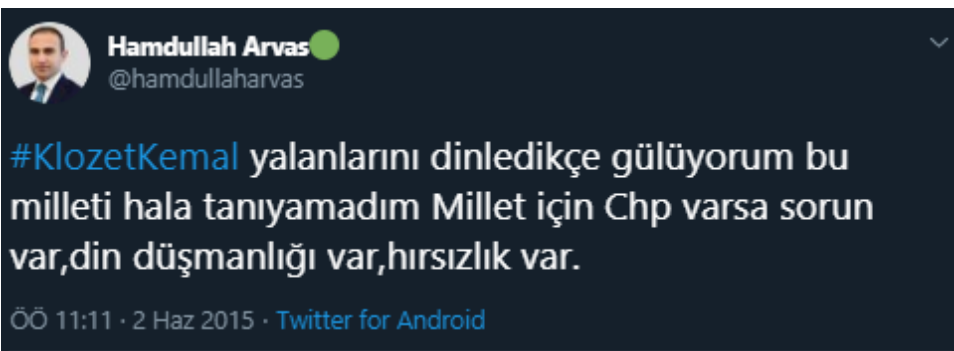 Hamdullah Arvas
@hamdullaharvas
#KlozetKemal yalanlarını dinledikçe gülüyorum bu
milleti hala tanıyamadım Millet için Chp varsa sorun
var,din düşmanlığı var,hırsızlık var.
ÖÖ 11:11 · 2 Haz 2015 · Twitter for Android